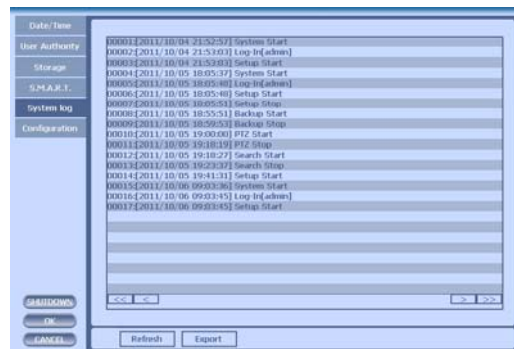 Date/Time
User Authority
Storage
S.M.A.R.T.
System log
Configuration
00001:[2011/10/04 21:52:57] System Start
00002:[2011/10/04 21:53:03] Log-In[admin]
00003:[2011/10/04 21:53:03] Setup Start
00004:[2011/10/05 18:05:37] System Start
00005:[2011/10/05 18:05:48] Log-In[admin]
00006:[2011/10/05 18:05:48] Setup Start
00007:[2011/10/05 18:05:51] Setup Stop
00008:[2011/10/05 18:55:51] Backup Start
00009:[2011/10/05 18:59:53] Backup Stop
00010:[2011/10/05 19:00:00] PTZ Start
00011:[2011/10/05 19:18:19] PTZ Stop
00012:[2011/10/05 19:18:27] Search Start
00013:[2011/10/05 19:23:37] Search Stop
00014:[2011/10/05 19:41:31] Setup Start
00015:[2011/10/06 09:03:36] System Start
00016:[2011/10/06 09:03:45] Log-In[admin]
00017:[2011/10/06 09:03:45] Setup Start
<< < > >>
SHUTDOWN
OK
CANCEL
Refresh Export